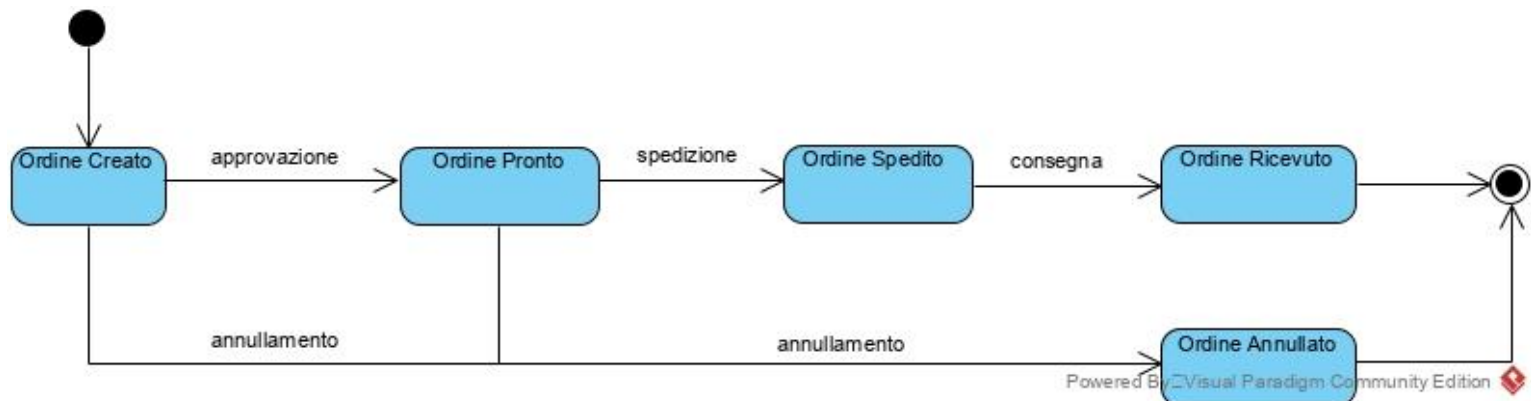 Ordine Creato
approvazione
Ordine Pronto
spedizione
Ordine Spedito
consegna
Ordine Ricevuto
annullamento
annullamento
Ordine Annullato
Powered By Visual Paradigm Community Edition